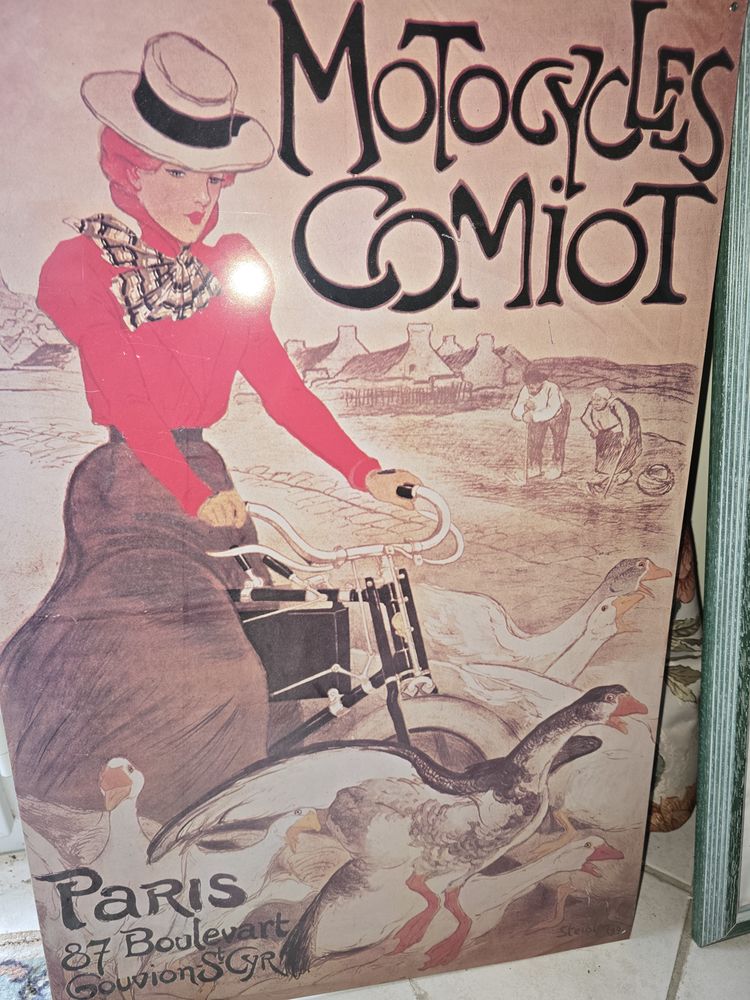 MOTOCYCLES
COMiOT
PARIS
87 Boulevart
Gouvion St CYR